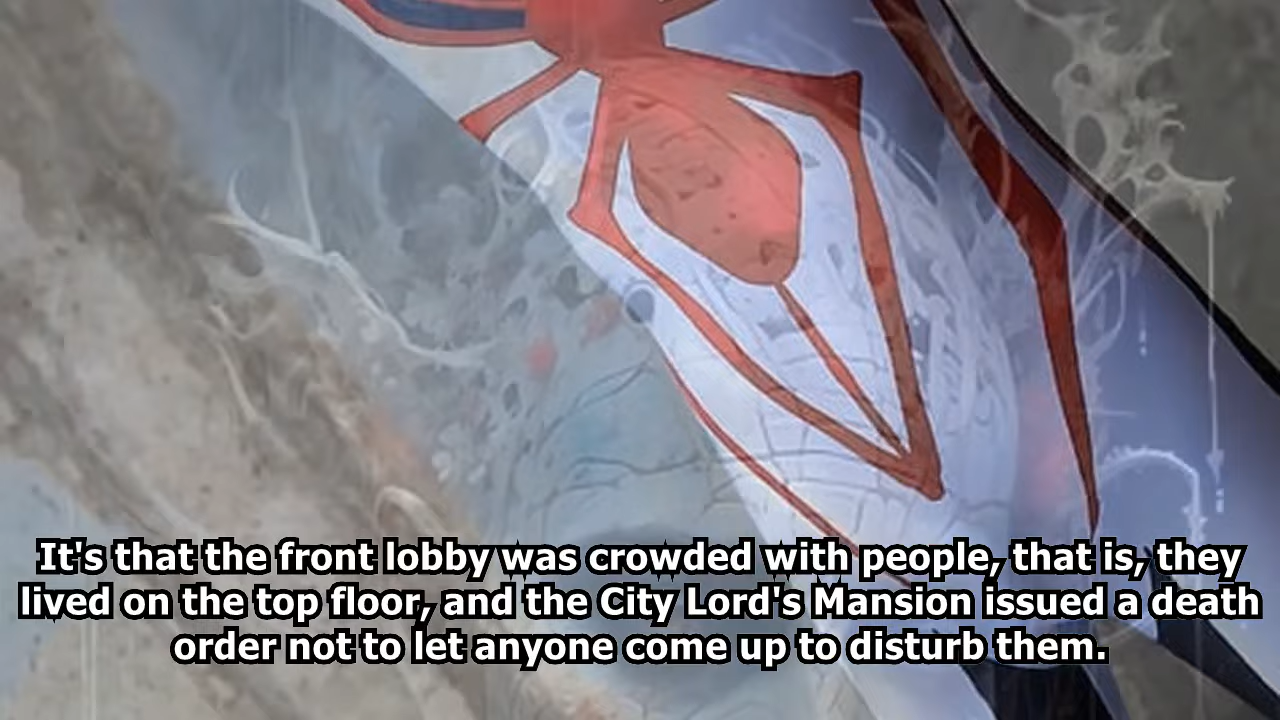 It's that the front lobby was crowded with people, that is, they
lived on the top floor, and the City Lord's Mansion issued a death
order not to let anyone come up to disturb them.